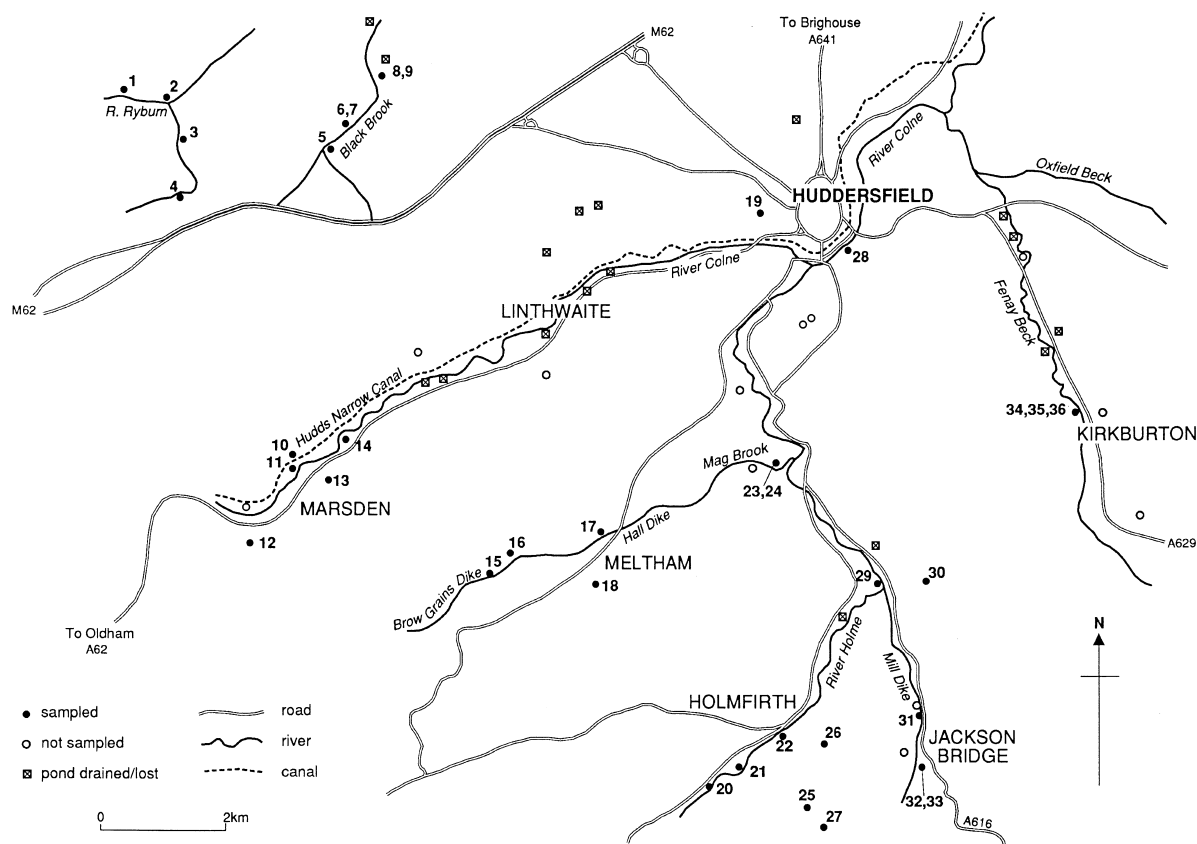 To Brighouse
A641
M62
1
2
8,9
R. Ryburn
6,7
Black Brook
3
5
4
River Colne
Oxfield Beck
HUDDERSFIELD
19
28
River Colne
M62
LINTHWAITE
Fenay Beck
Hudds Narrow Canal
34,35,36
KIRKBURTON
10
14
11
Mag Brook
13
23,24
MARSDEN
12
17
Hall Dike
16
A629
15
MELTHAM
18
29
30
Brow Grains Dike
To Oldham
A62
N
River Holme
Mill Dike
HOLMFIRTH
31
22
26
JACKSON
BRIDGE
21
20
25
32,33
27
A616
sampled
road
not sampled
river
pond drained/lost
canal
0
2km